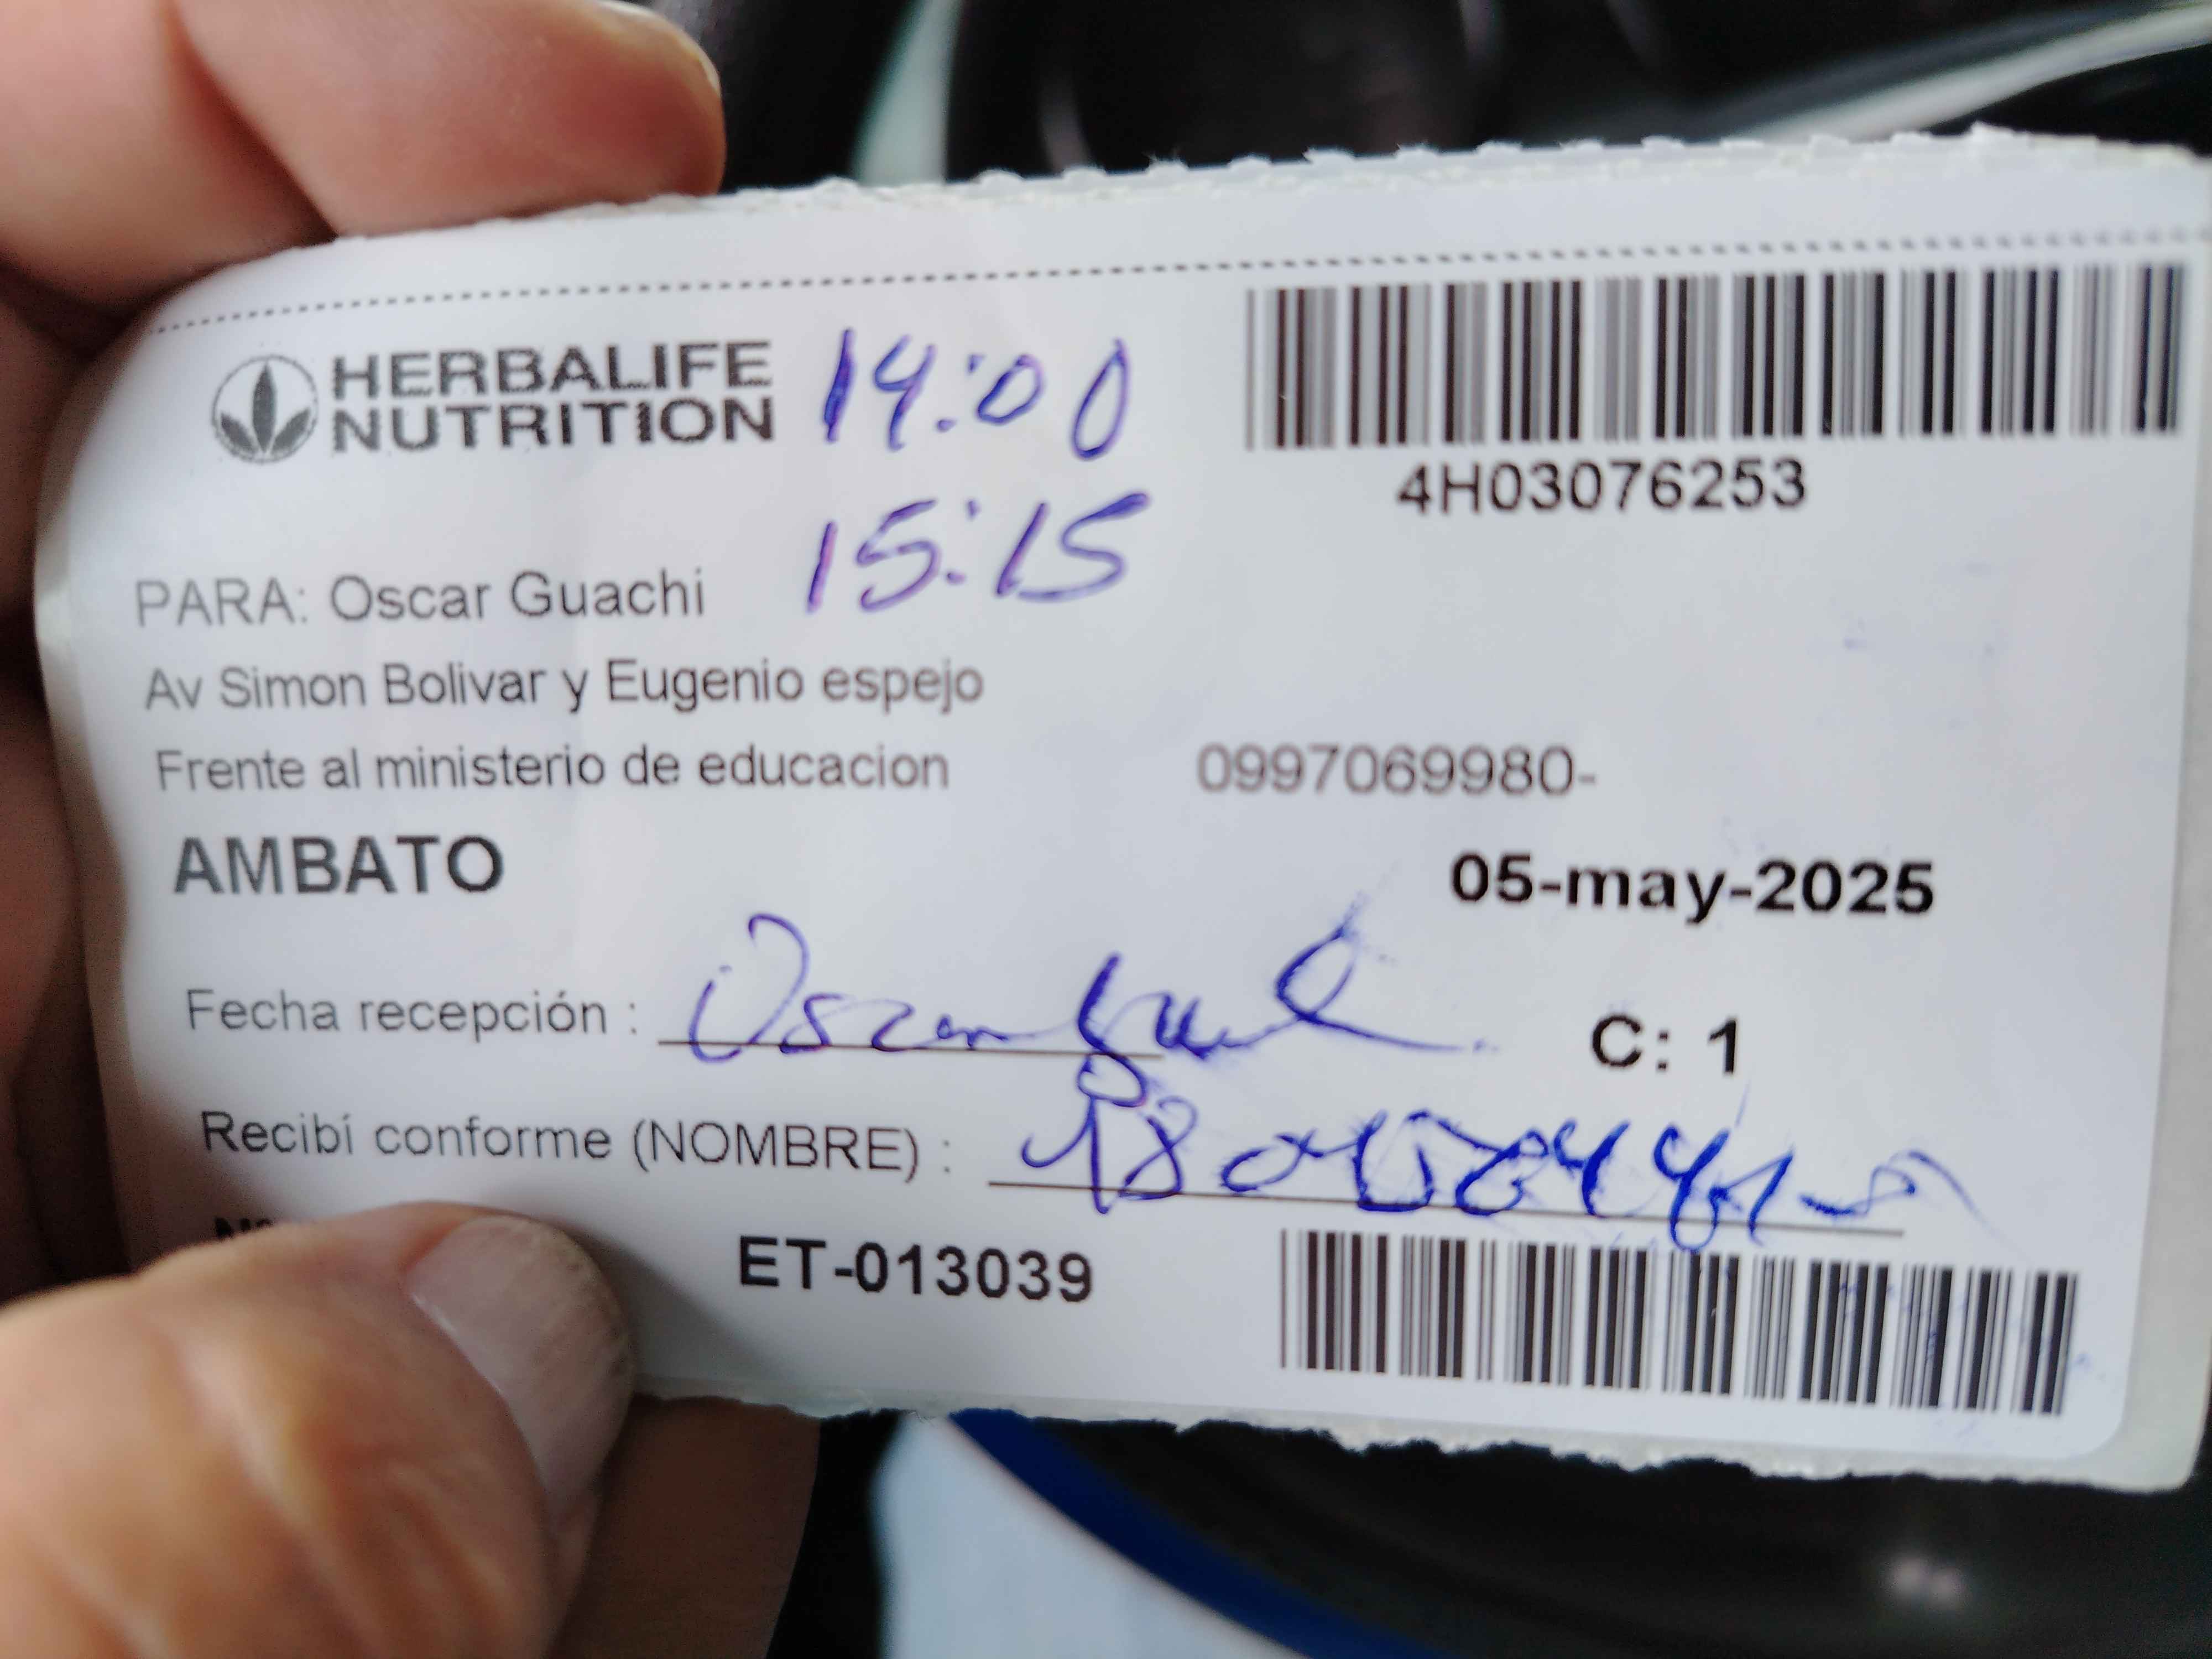 HERBALIFE
NUTRITION
14:00
4H03076253
15:15
PARA: Oscar Guachi
Av Simon Bolivar y Eugenio espejo
Frente al ministerio de educacion 0997069980-
AMBATO
05-may-2025
Fecha recepción : Oscar
C: 1
Recibí conforme (NOMBRE) :
ET-013039